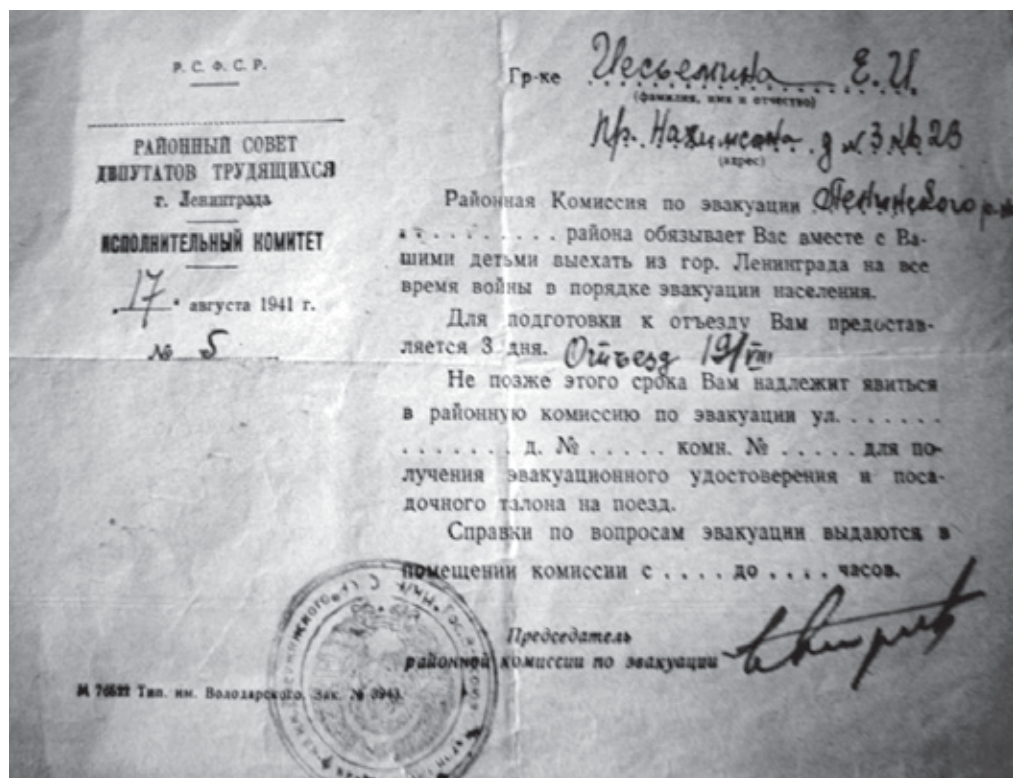 Р. С. Ф. С. Р.
РАЙОННЫЙ СОВЕТ
ДЕПУТАТОВ ТРУДЯЩИХСЯ
г. Ленинграда
ИСПОЛНИТЕЛЬНЫЙ КОМИТЕТ
17 августа 1941 г.
№ 5
Гр-ке Е. И
(фамилия, имя и отчество)
Пр. Нахимсона д № 3 кв 23
(адрес)
Районная Комиссия по эвакуации Ленинского р-на
. . . . . . . . . . района обязывает Вас вместе с Ва-
шими детьми выехать из гор. Ленинграда на все
время войны в порядке эвакуации населения.
Для подготовки к отъезду Вам предостав-
ляется 3 дня. Отъезд 19/VIII
Не позже этого срока Вам надлежит явиться
в районную комиссию по эвакуации ул. . . . . . .
. . . . . . . д. № . . . . . комн. № . . . . . для по-
лучения эвакуационного удостоверения и поса-
дочного талона на поезд.
Справки по вопросам эвакуации выдаются в
помещении комиссии с . . . . до . . . . часов.
Председатель
районной комиссии по эвакуации
Тип. им. Володарского. Зак. № 3943.